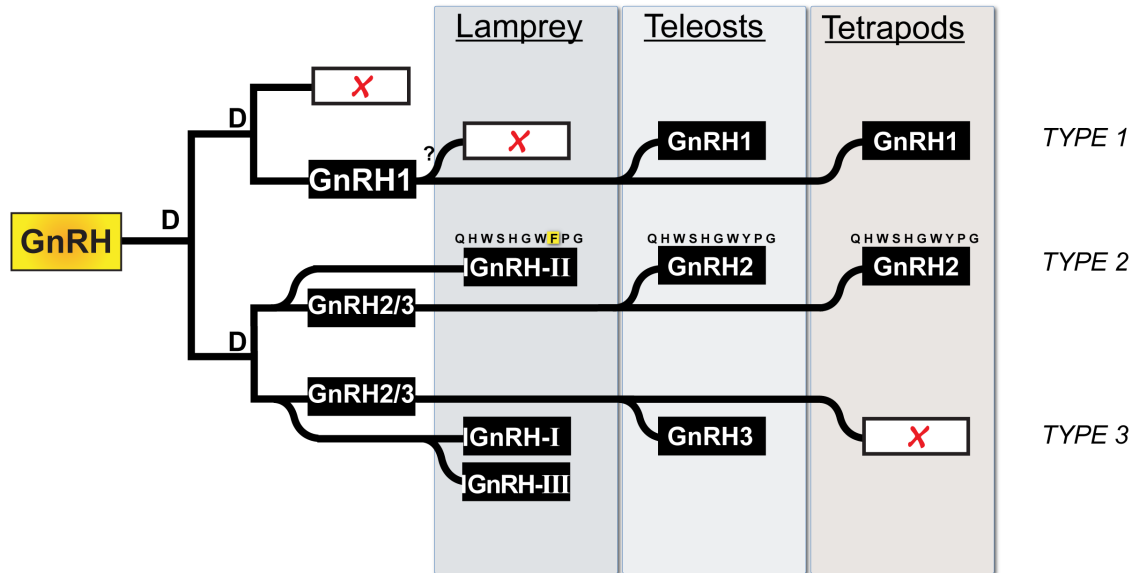 Lamprey
Teleosts
Tetrapods
D
GnRH1
GnRH1
TYPE 1
?
GnRH1
D
GnRH
QHWSHGWFPG
QHWSHGWYPG
QHWSHGWYPG
lGnRH-II
GnRH2
GnRH2
TYPE 2
GnRH2/3
D
GnRH2/3
lGnRH-I
GnRH3
TYPE 3
lGnRH-III